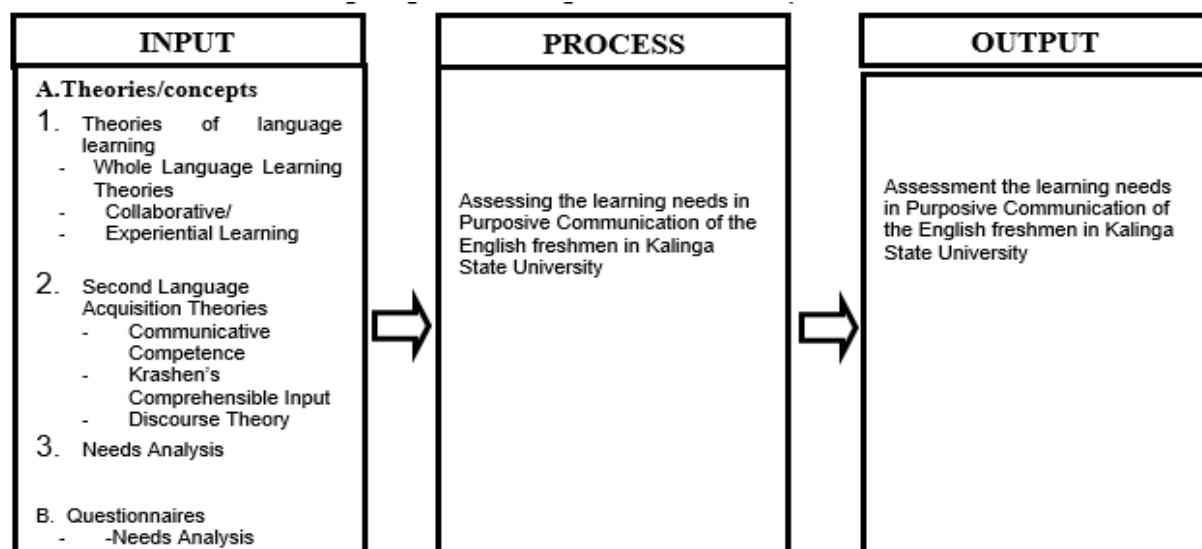 INPUT
A.Theories/concepts
1. Theories of language
learning
- Whole Language Learning
Theories
- Collaborative/
- Experiential Learning
2. Second Language
Acquisition Theories
- Communicative
Competence
- Krashen's
Comprehensible Input
- Discourse Theory
3. Needs Analysis
B. Questionnaires
- -Needs Analysis
PROCESS
Assessing the learning needs in
Purposive Communication of the
English freshmen in Kalinga
State University
OUTPUT
Assessment the learning needs
in Purposive Communication of
the English freshmen in Kalinga
State University